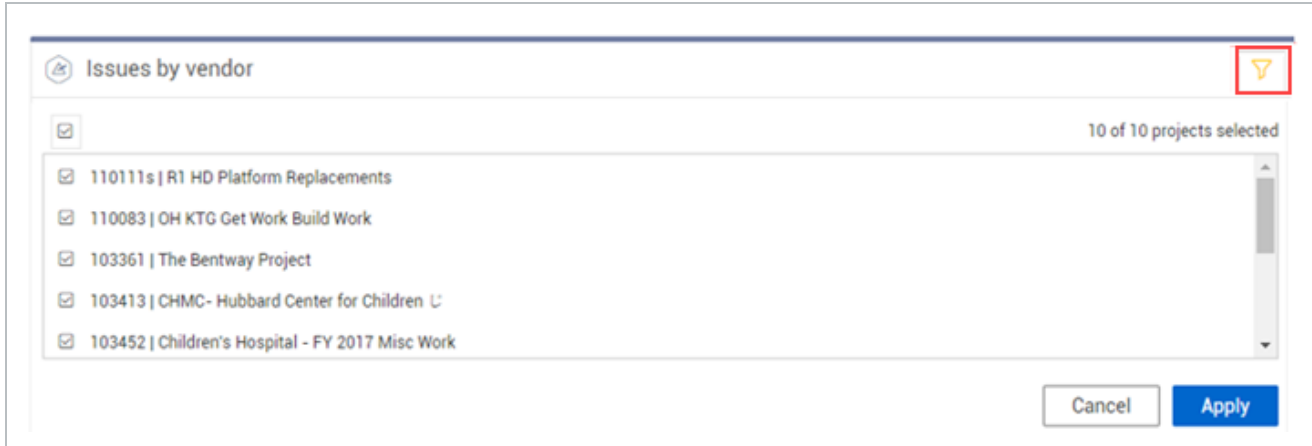 Issues by vendor
10 of 10 projects selected
110111s | R1 HD Platform Replacements
110083 | OH KTG Get Work Build Work
103361 | The Bentway Project
103413 | CHMC- Hubbard Center for Children
103452 | Children's Hospital - FY 2017 Misc Work
Cancel Apply